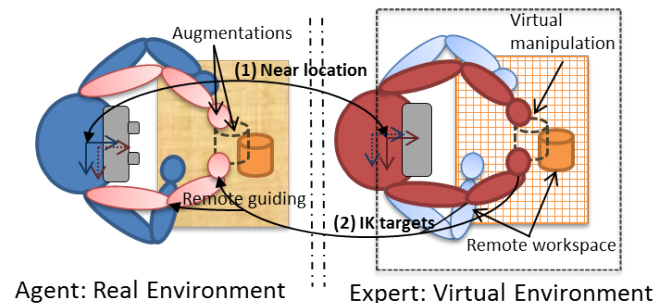 Augmentations
Virtual
manipulation
(1) Near location
Remote guiding
(2) IK targets
Remote workspace
Agent: Real Environment
Expert: Virtual Environment